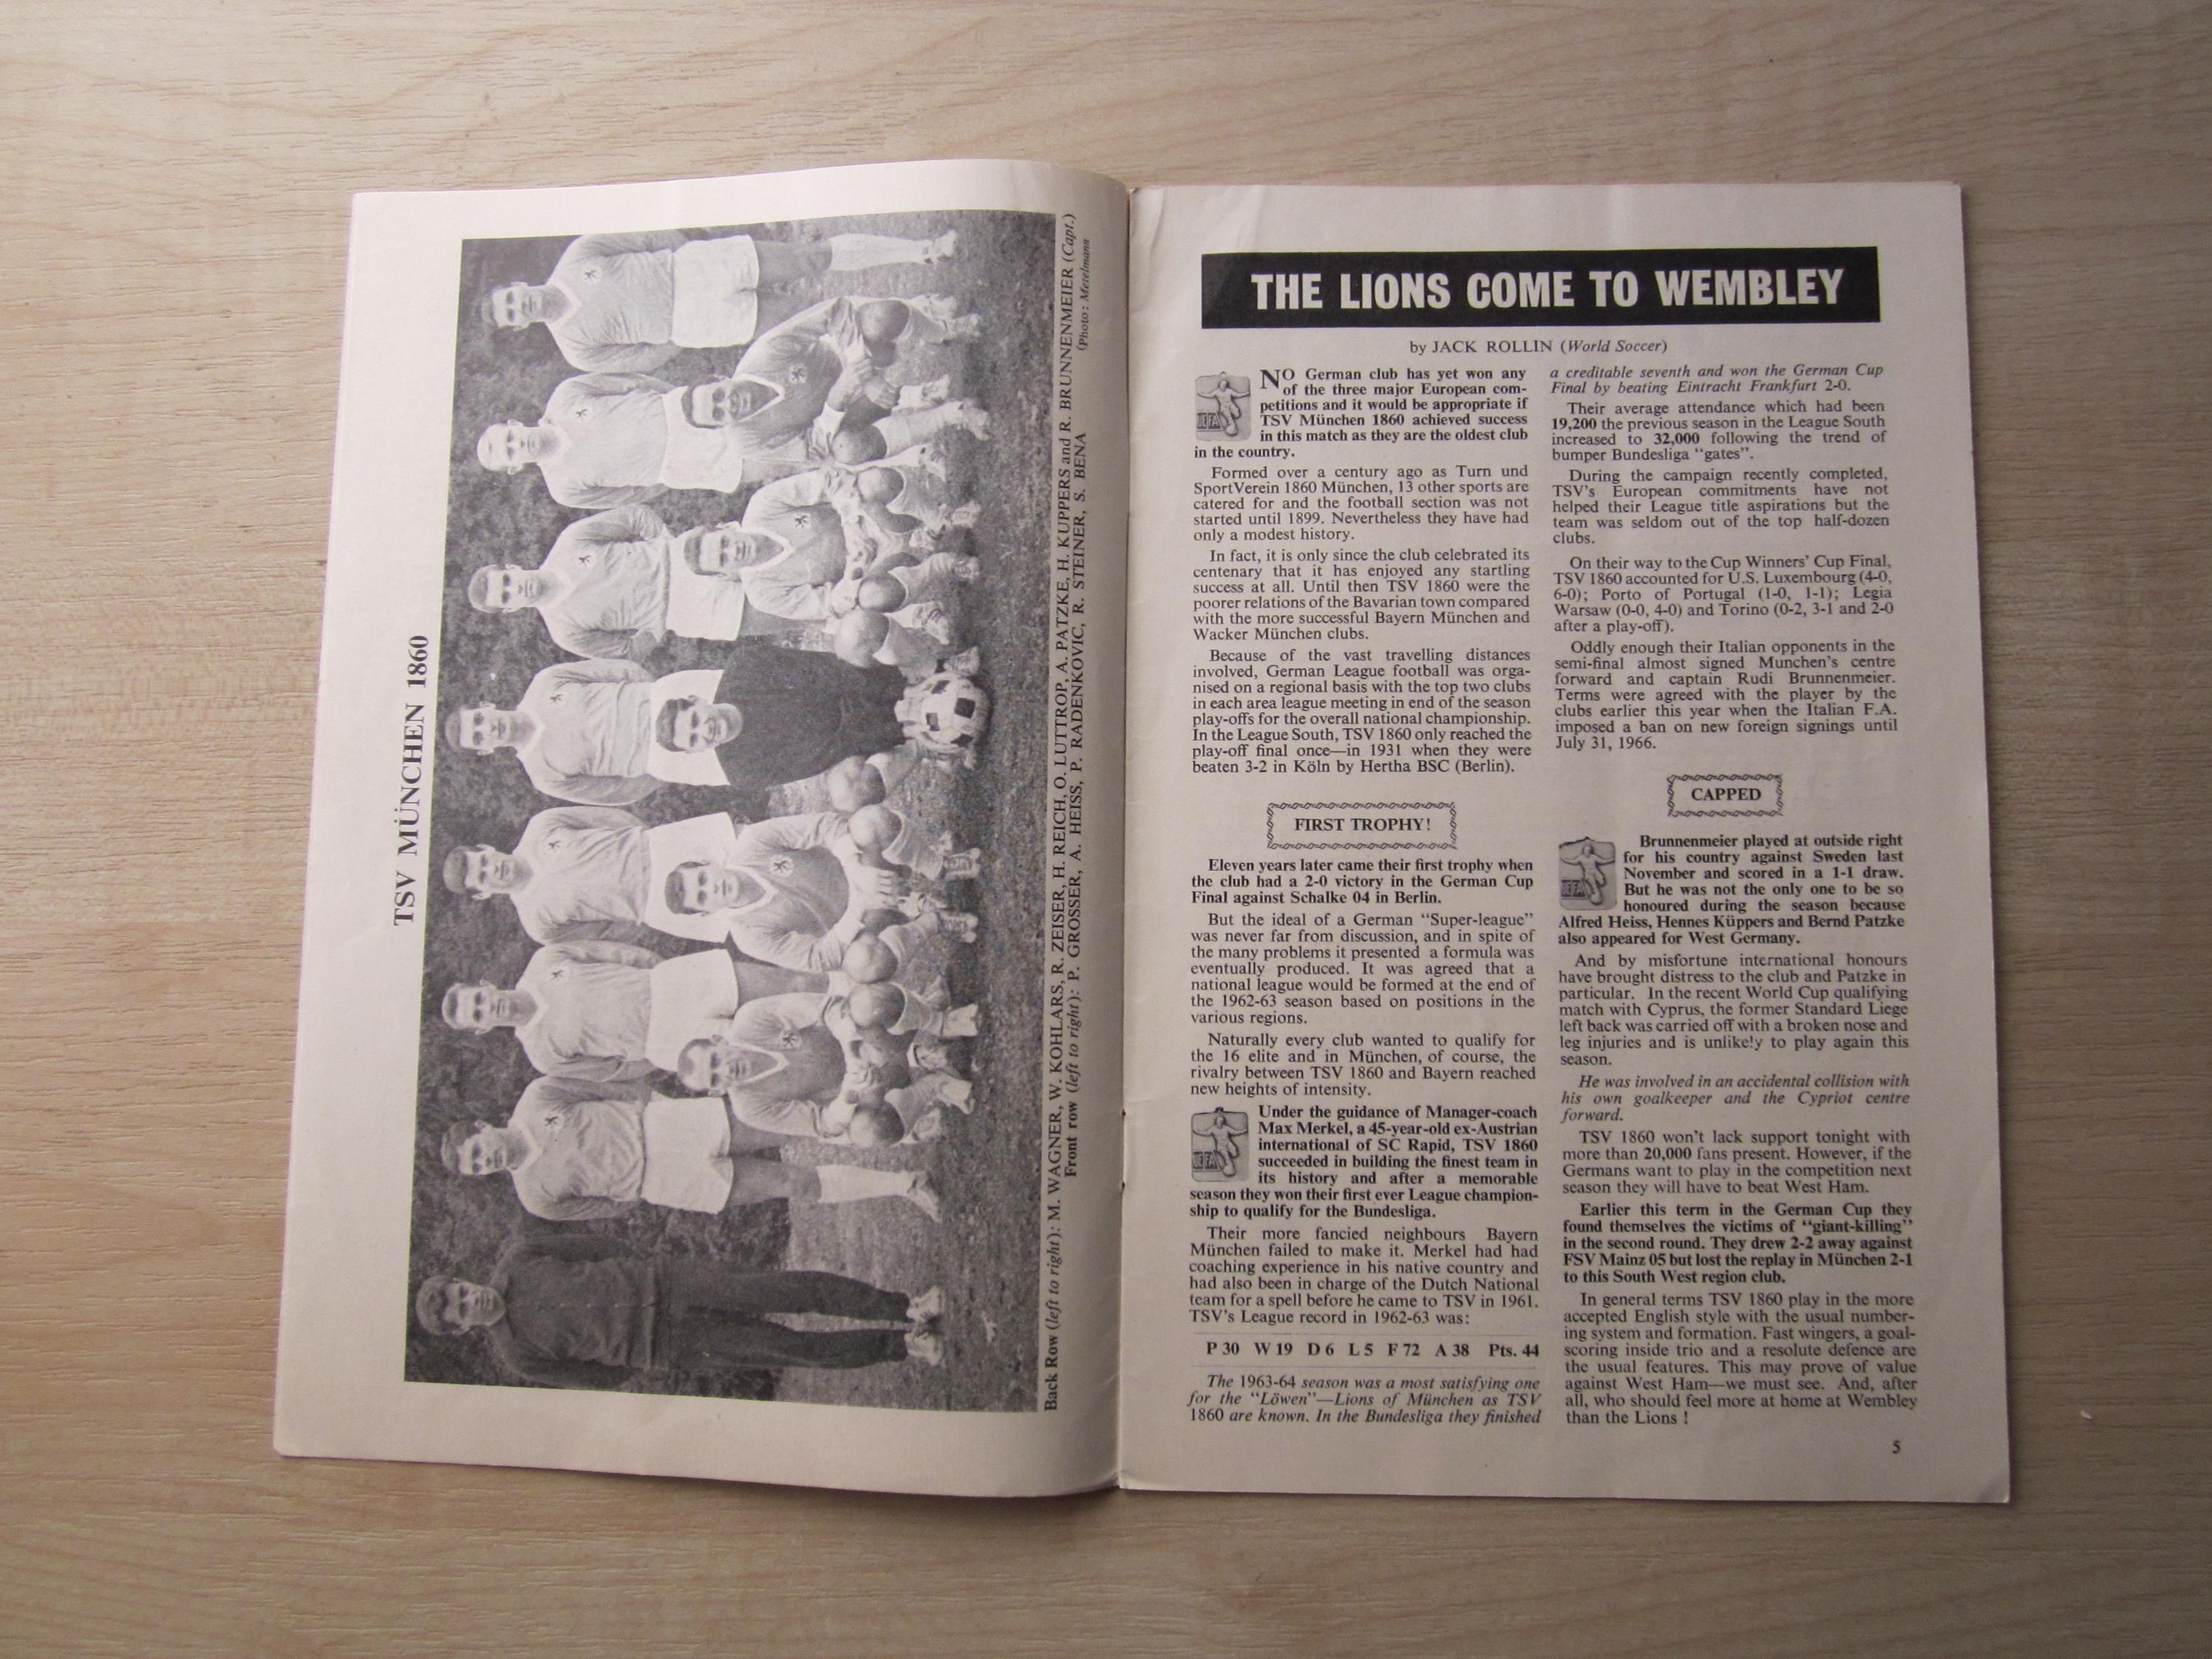 TSV MÜNCHEN 1860
Back Row (left to right): M. WAGNER, W. KOHLARS, R. ZEISER, H. REICH, O. LUTTROP, A. PATZKE, H. KUPPERS and R. BRUNNENMEIER (Capt.)
Front row (left to right): P. GROSSER, A. HEISS, P. RADENKOVIC, R. STEINER, S. BENA
(Photo: Metelmann
THE LIONS COME TO WEMBLEY
by JACK ROLLIN (World Soccer)
NO German club has yet won any
of the three major European com-
petitions and it would be appropriate if
TSV München 1860 achieved success
in this match as they are the oldest club
in the country.
Formed over a century ago as Turn und
SportVerein 1860 München, 13 other sports are
catered for and the football section was not
started until 1899. Nevertheless they have had
only a modest history.
In fact, it is only since the club celebrated its
centenary that it has enjoyed any startling
success at all. Until then TSV 1860 were the
poorer relations of the Bavarian town compared
with the more successful Bayern München and
Wacker München clubs.
Because of the vast travelling distances
involved, German League football was orga-
nised on a regional basis with the top two clubs
in each area league meeting in end of the season
play-offs for the overall national championship.
In the League South, TSV 1860 only reached the
play-off final once—in 1931 when they were
beaten 3-2 in Köln by Hertha BSC (Berlin).
FIRST TROPHY!
Eleven years later came their first trophy when
the club had a 2-0 victory in the German Cup
Final against Schalke 04 in Berlin.
But the ideal of a German "Super-league"
was never far from discussion, and in spite of
the many problems it presented a formula was
eventually produced. It was agreed that a
national league would be formed at the end of
the 1962-63 season based on positions in the
various regions.
Naturally every club wanted to qualify for
the 16 elite and in München, of course, the
rivalry between TSV 1860 and Bayern reached
new heights of intensity.
UEFA
Under the guidance of Manager-coach
Max Merkel, a 45-year-old ex-Austrian
international of SC Rapid, TSV 1860
succeeded in building the finest team in
its history and after a memorable
season they won their first ever League champion-
ship to qualify for the Bundesliga.
Their more fancied neighbours Bayern
München failed to make it. Merkel had had
coaching experience in his native country and
had also been in charge of the Dutch National
team for a spell before he came to TSV in 1961.
TSV's League record in 1962-63 was:
P 30 W 19 D 6 L 5 F 72 A 38 Pts. 44
The 1963-64 season was a most satisfying one
for the "Löwen"—Lions of München as TSV
1860 are known. In the Bundesliga they finished
a creditable seventh and won the German Cup
Final by beating Eintracht Frankfurt 2-0.
Their average attendance which had been
19,200 the previous season in the League South
increased to 32,000 following the trend of
bumper Bundesliga "gates".
During the campaign recently completed,
TSV's European commitments have not
helped their League title aspirations but the
team was seldom out of the top half-dozen
clubs.
On their way to the Cup Winners' Cup Final,
TSV 1860 accounted for U.S. Luxembourg (4-0,
6-0); Porto of Portugal (1-0, 1-1); Legia
Warsaw (0-0, 4-0) and Torino (0-2, 3-1 and 2-0
after a play-off).
Oddly enough their Italian opponents in the
semi-final almost signed Munchen's centre
forward and captain Rudi Brunnenmeier.
Terms were agreed with the player by the
clubs earlier this year when the Italian F.A.
imposed a ban on new foreign signings until
July 31, 1966.
CAPPED
UEFA
Brunnenmeier played at outside right
for his country against Sweden last
November and scored in a 1-1 draw.
But he was not the only one to be so
honoured during the season because
Alfred Heiss, Hennes Küppers and Bernd Patzke
also appeared for West Germany.
And by misfortune international honours
have brought distress to the club and Patzke in
particular. In the recent World Cup qualifying
match with Cyprus, the former Standard Liege
left back was carried off with a broken nose and
leg injuries and is unlikely to play again this
season.
He was involved in an accidental collision with
his own goalkeeper and the Cypriot centre
forward.
TSV 1860 won't lack support tonight with
more than 20,000 fans present. However, if the
Germans want to play in the competition next
season they will have to beat West Ham.
Earlier this term in the German Cup they
found themselves the victims of "giant-killing"
in the second round. They drew 2-2 away against
FSV Mainz 05 but lost the replay in München 2-1
to this South West region club.
In general terms TSV 1860 play in the more
accepted English style with the usual number-
ing system and formation. Fast wingers, a goal-
scoring inside trio and a resolute defence are
the usual features. This may prove of value
against West Ham—we must see. And, after
all, who should feel more at home at Wembley
than the Lions !
5